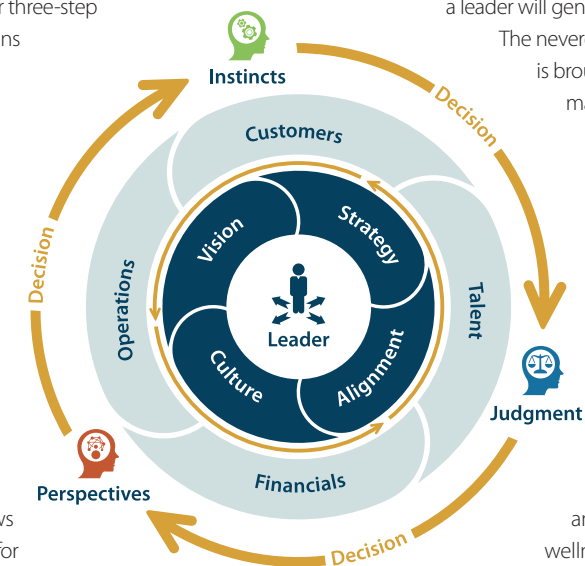 r three-step
ns
a leader will gen
The never
is brou
ma
Instincts
Decision
Customers
Vision
Strategy
Operations
Talent
Decision
Leader
Culture
Alignment
Judgment
Financials
Perspectives
Decision
ws
for
an
wellr